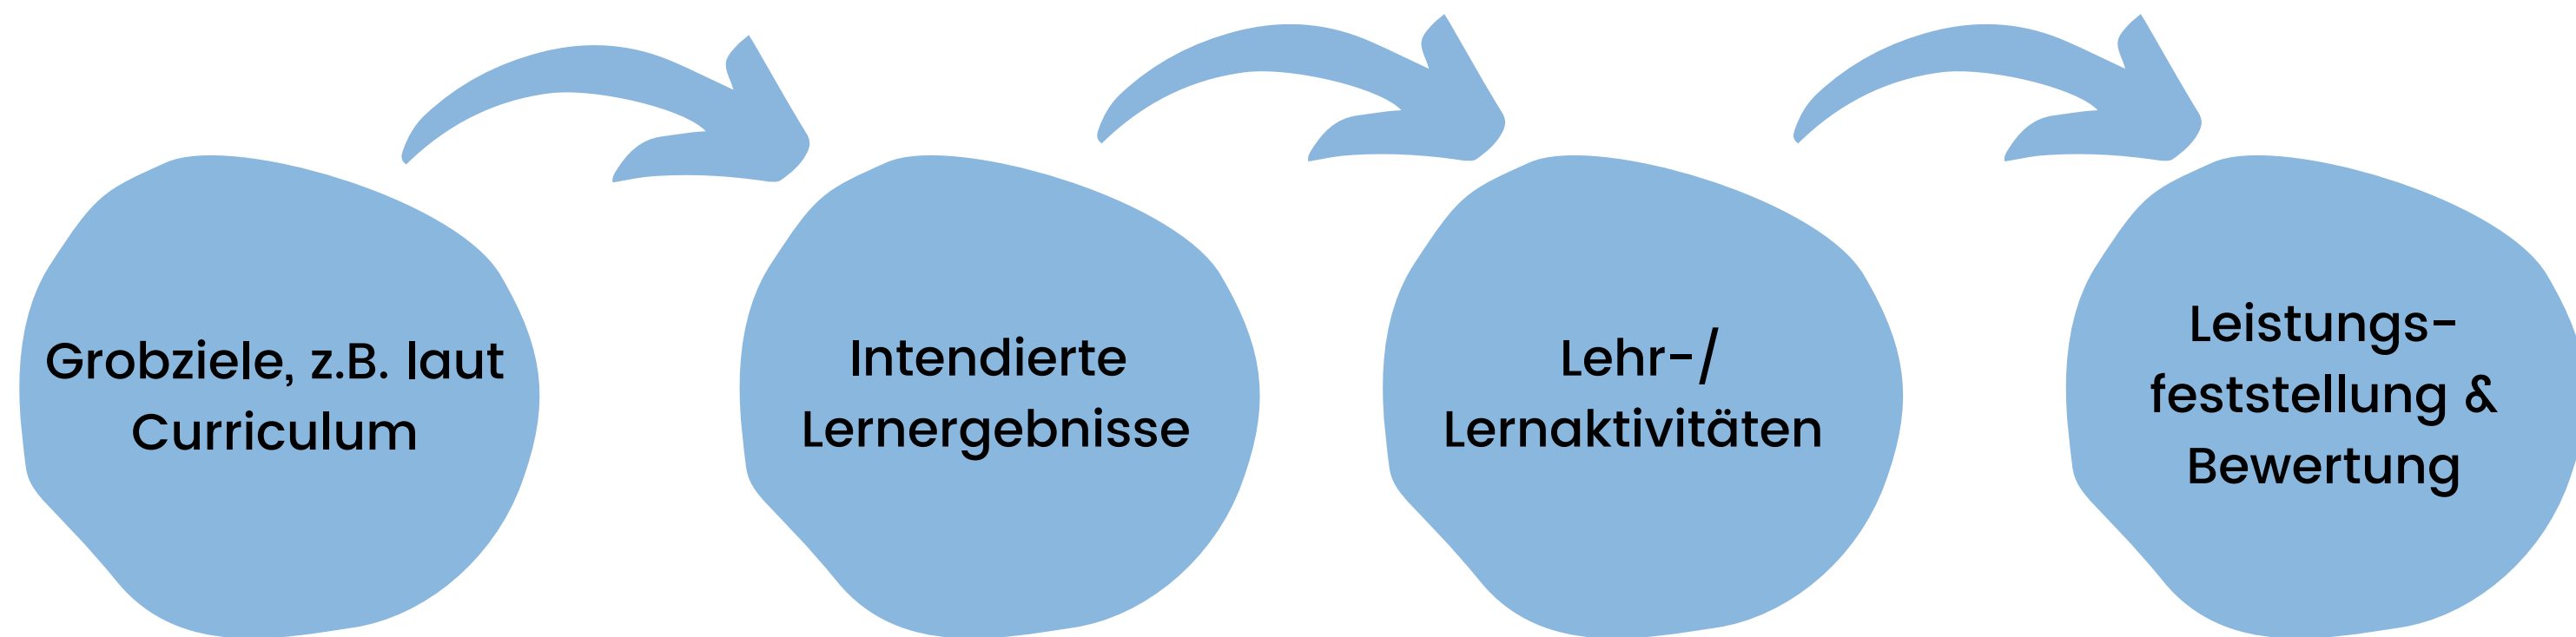 Grobziele, z.B. laut
Curriculum
Intendierte
Lernergebnisse
Lehr-/
Lernaktivitäten
Leistungs-
feststellung &
Bewertung